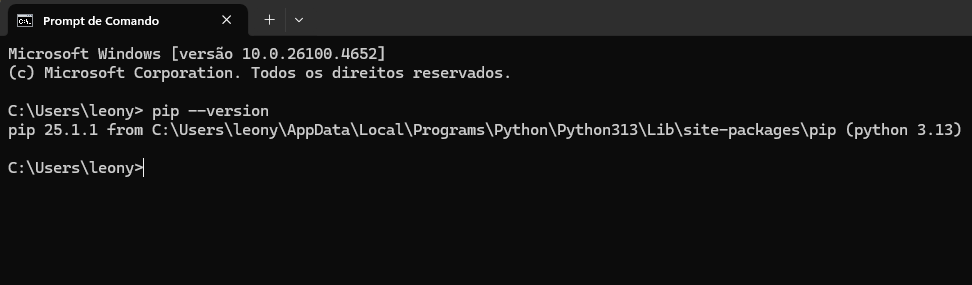 Prompt de Comando
Microsoft Windows [versão 10.0.26100.4652]
(c) Microsoft Corporation. Todos os direitos reservados.
C:\Users\leony> pip --version
pip 25.1.1 from C:\Users\leony\AppData\Local\Programs\Python\Python313\Lib\site-packages\pip (python 3.13)
C:\Users\leony>